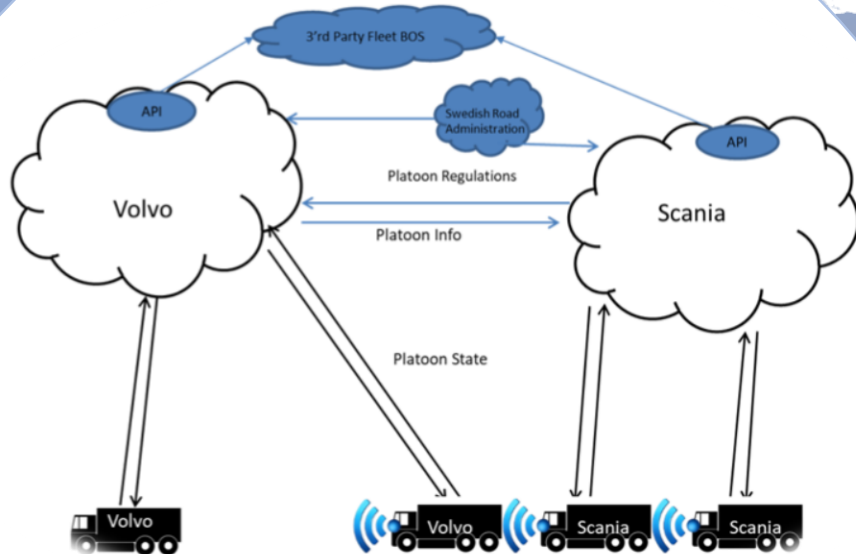 3'rd Party Fleet BOS
API
Swedish Road
Administration
API
Platoon Regulations
Volvo
Scania
Platoon Info
Platoon State
Volvo
Volvo
Scania
Scania